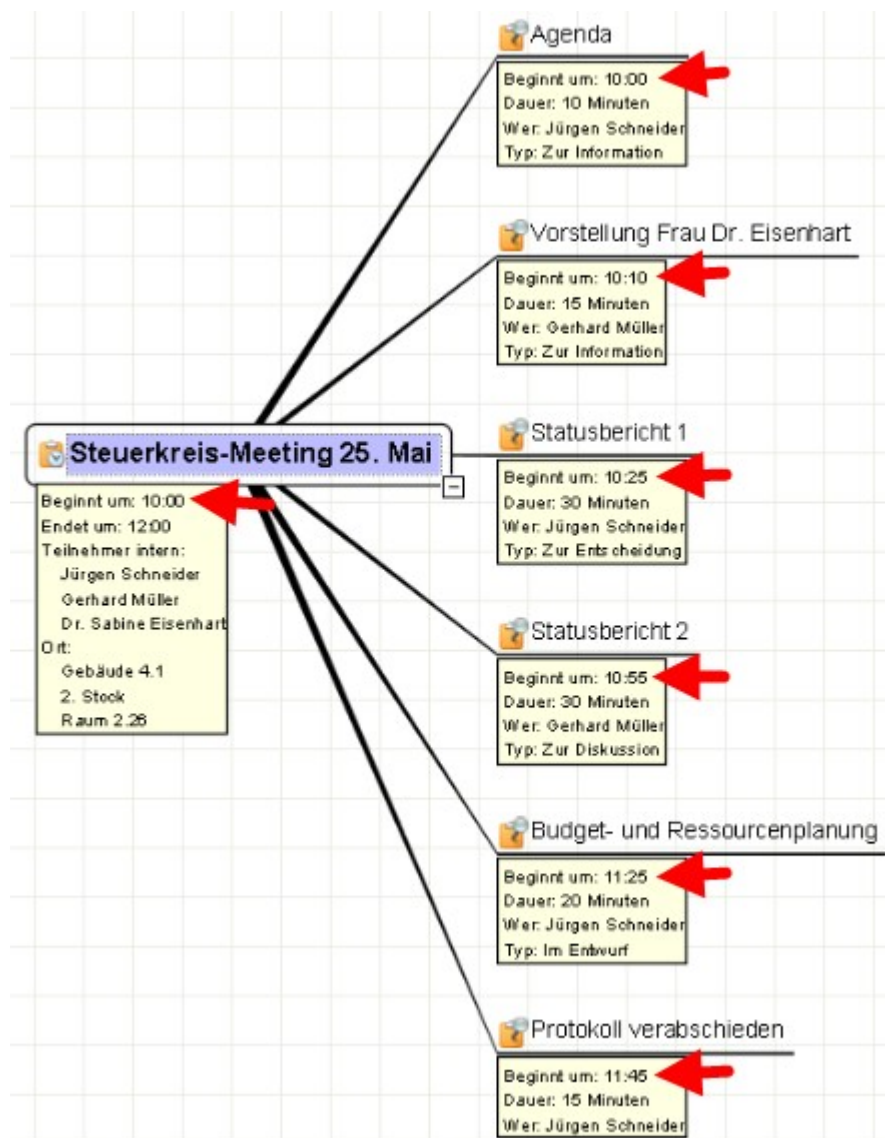 Agenda
Beginnt um: 10:00
Dauer: 10 Minuten
Wer: Jürgen Schneider
Typ: Zur Information
Vorstellung Frau Dr. Eisenhart
Beginnt um: 10:10
Dauer: 15 Minuten
Wer: Gerhard Müller
Typ: Zur Information
Steuerkreis-Meeting 25. Mai
Beginnt um: 10:00
Endet um: 12:00
Teilnehmer intern:
Jürgen Schneider
Gerhard Müller
Dr. Sabine Eisenhart
Ort:
Gebäude 4.1
2. Stock
Raum 2.26
Statusbericht 1
Beginnt um: 10:25
Dauer: 30 Minuten
Wer: Jürgen Schneider
Typ: Zur Entscheidung
Statusbericht 2
Beginnt um: 10:55
Dauer: 30 Minuten
Wer: Gerhard Müller
Typ: Zur Diskussion
Budget- und Ressourcenplanung
Beginnt um: 11:25
Dauer: 20 Minuten
Wer: Jürgen Schneider
Typ: Im Entwurf
Protokoll verabschieden
Beginnt um: 11:45
Dauer: 15 Minuten
Wer: Jürgen Schneider